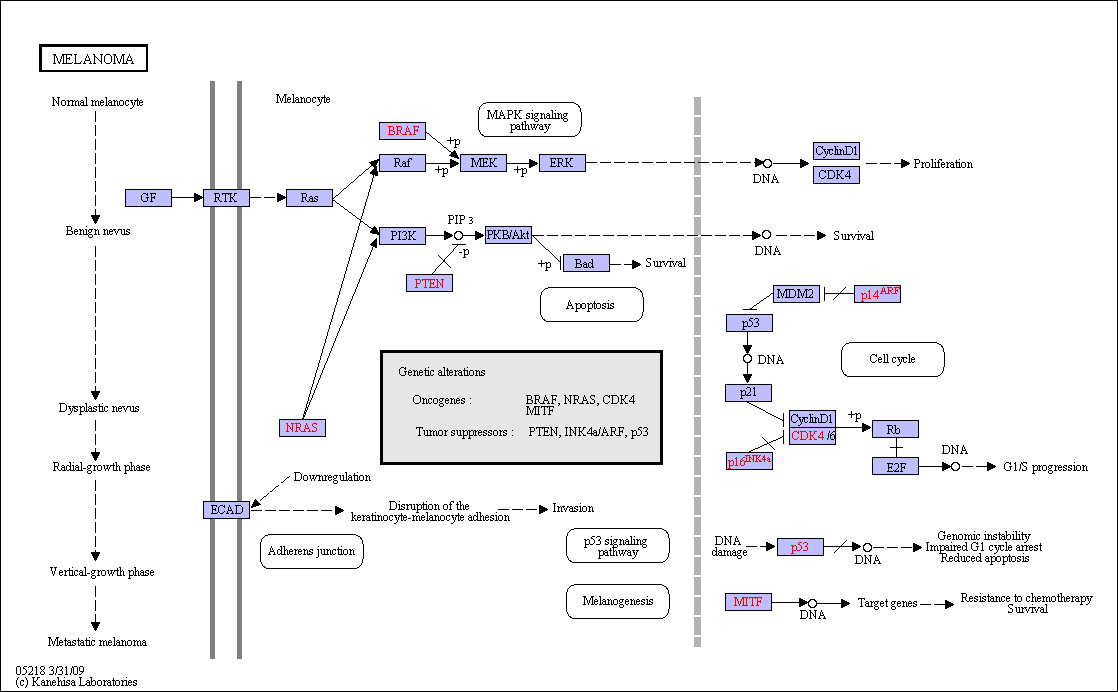 MELANOMA
Normal melanocyte
Benign nevus
Dysplastic nevus
Radial-growth phase
Vertical-growth phase
Metastatic melanoma
Melanocyte
GF
RTK
Ras
BRAF
+p
Raf
+p
MEK
+p
ERK
MAPK signaling
pathway
DNA
CyclinD1
CDK4
Proliferation
PI3K
PIP3
-p
PTEN
PKB/Akt
+p
Bad
Survival
DNA
Survival
Apoptosis
MDM2
p14ARF
p53
DNA
p21
Cell cycle
CyclinD1
CDK4/6
p16INK4a
+p
Rb
E2F
DNA
G1/S progression
Genetic alterations
Oncogenes : BRAF, NRAS, CDK4
MITF
Tumor suppressors : PTEN, INK4a/ARF, p53
NRAS
Downregulation
ECAD
Disruption of the
keratinocyte-melanocyte adhesion
Invasion
Adherens junction
p53 signaling
pathway
Melanogenesis
DNA
damage
p53
DNA
Genomic instability
Impaired G1 cycle arrest
Reduced apoptosis
MITF
DNA
Target genes
Resistance to chemotherapy
Survival
05218 3/31/09
(c) Kanehisa Laboratories